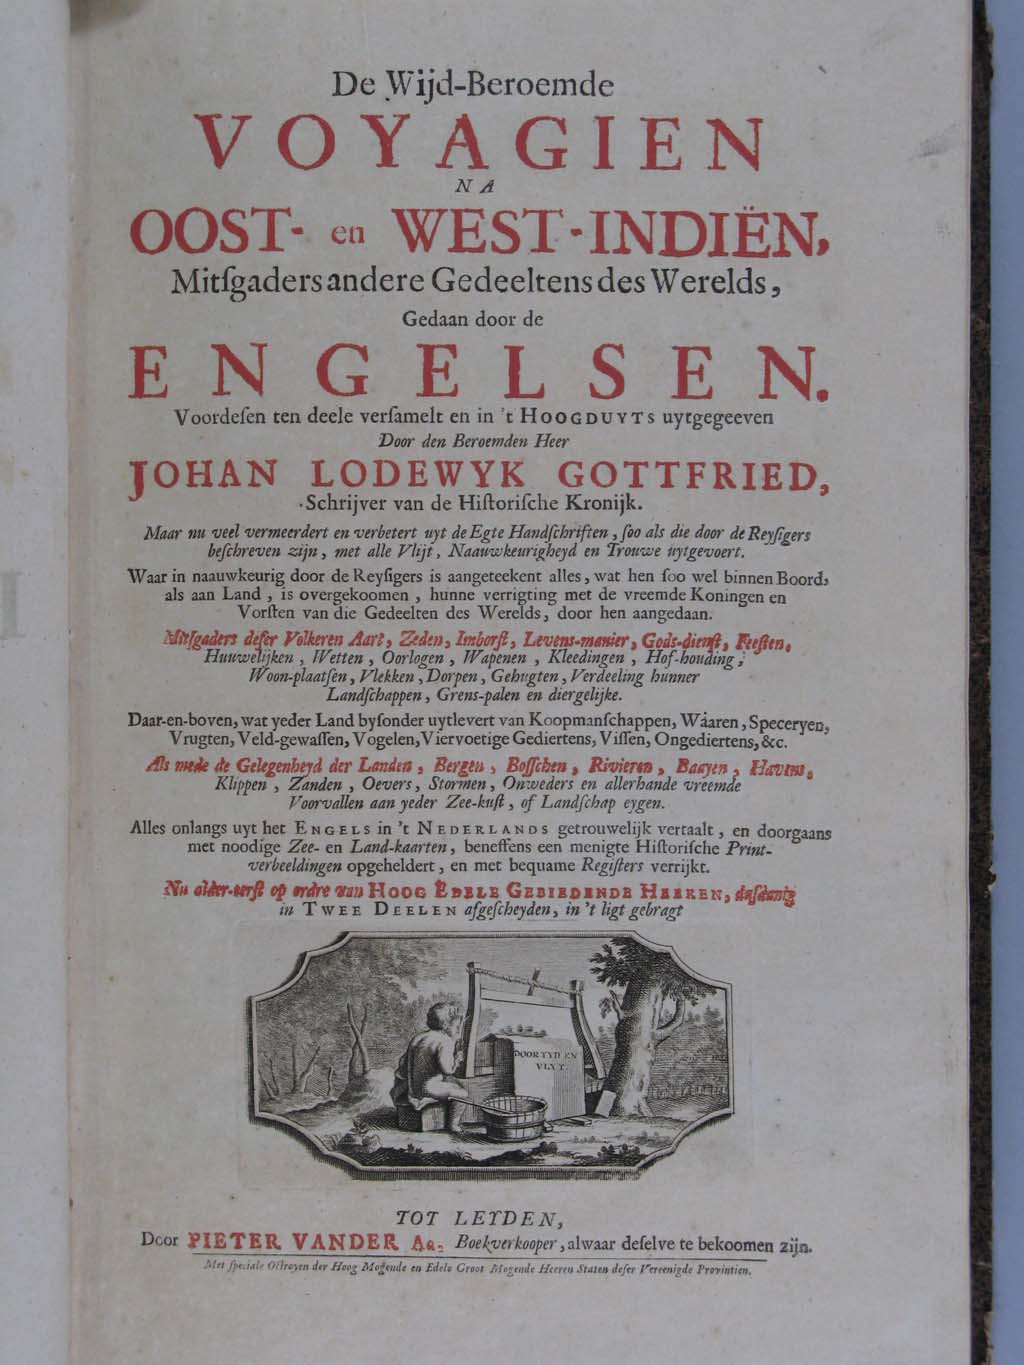 De Wijd-Beroemde
VOYAGIEN
NA
OOST- en WEST-INDIËN,
Mitſgaders andere Gedeeltens des Werelds,
Gedaan door de
ENGELSEN.
Voordeſen ten deele verſamelt en in 't HOOGDUYTS uytgegeeven
Door den Beroemden Heer
JOHAN LODEWYK GOTTFRIED,
Schrijver van de Hiſtoriſche Kronijk.
Maar nu veel vermeerdert en verbetert uyt de Egte Handſchriften, ſoo als die door de Reyſigers
beſchreven zijn, met alle Vlijt, Naauwkeurigheyd en Trouwe uytgevoert.
Waar in naauwkeurig door de Reyſigers is aangeteekent alles, wat hen ſoo wel binnen Boord,
als aan Land, is overgekoomen, hunne verrigting met de vreemde Koningen en
Vorſten van die Gedeelten des Werelds, door hen aangedaan.
Mitſgaders deſer Volkeren Aart, Zeden, Imborſt, Levens-manier, Gods-dienſt, Feeſten,
Huuwelijken, Wetten, Oorlogen, Wapenen, Kleedingen, Hof-houding,
Woon-plaatſen, Vlekken, Dorpen, Gehugten, Verdeeling hunner
Landſchappen, Grens-palen en diergelijke.
Daar-en-boven, wat yeder Land byſonder uytlevert van Koopmanſchappen, Waaren, Speceryen,
Vrugten, Veld-gewaſſen, Vogelen, Viervoetige Gediertens, Viſſen, Ongediertens, &c.
Als mede de Gelegenheyd der Landen, Bergen, Boſſchen, Rivieren, Baayen, Havens,
Klippen, Zanden, Oevers, Stormen, Onweders en allerhande vreemde
Voorvallen aan yeder Zee-kuſt, of Landſchap eygen.
Alles onlangs uyt het ENGELS in 't NEDERLANDS getrouwelijk vertaalt, en doorgaans
met noodige Zee- en Land-kaarten, beneffens een menigte Hiſtoriſche Print-
verbeeldingen opgeheldert, en met bequame Regiſters verrijkt.
Nu alder-eerſt op ordre van HOOG EDELE GEBIEDENDE HEEREN, duſdanig
in TWEE DEELEN afgeſcheyden, in 't ligt gebragt
DOOR TYD EN
VLYT.
TOT LEYDEN,
Door PIETER VANDER Aa, Boekverkooper, alwaar deſelve te bekoomen zijn.
Met ſpeciale Octroyen der Hoog Mogende en Edele Groot Mogende Heeren Staten deſer Vereenigde Provintien.